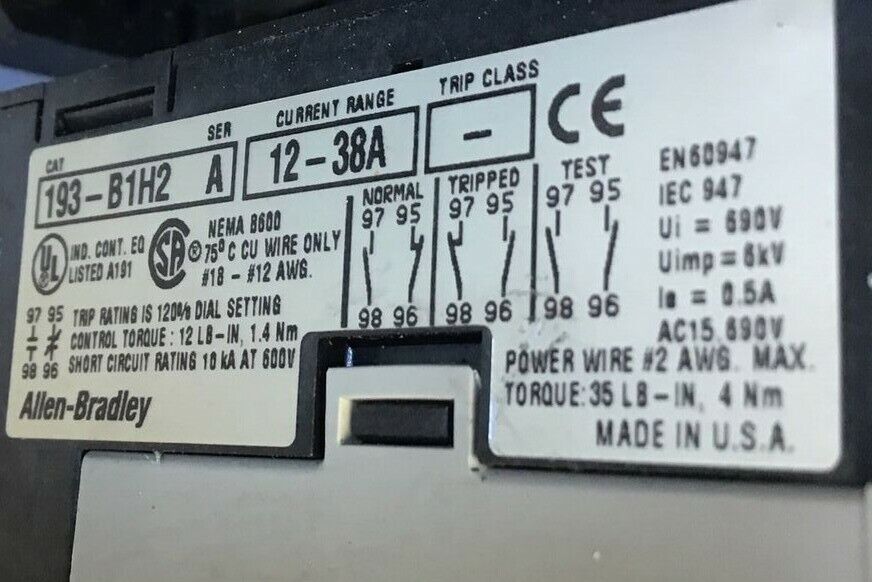 CAT SER CURRENT RANGE TRIP CLASS
193-B1H2 A 12-38A - CE
UL
IND. CONT. EQ
LISTED A191
SA®
NEMA B600
75° C CU WIRE ONLY
#18 - #12 AWG.
97 95
98 96
TRIP RATING IS 120% DIAL SETTING
CONTROL TORQUE: 12 LB-IN, 1.4 Nm
SHORT CIRCUIT RATING 10 kA AT 600V
Allen-Bradley
NORMAL TRIPPED TEST
97 95 97 95 97 95
98 96 98 96 98 96
EN60947
IEC 947
Ui = 690V
Uimp = 6kV
Ie = 0.5A
AC15 690V
POWER WIRE #2 AWG. MAX.
TORQUE: 35 LB-IN, 4 Nm
MADE IN U.S.A.